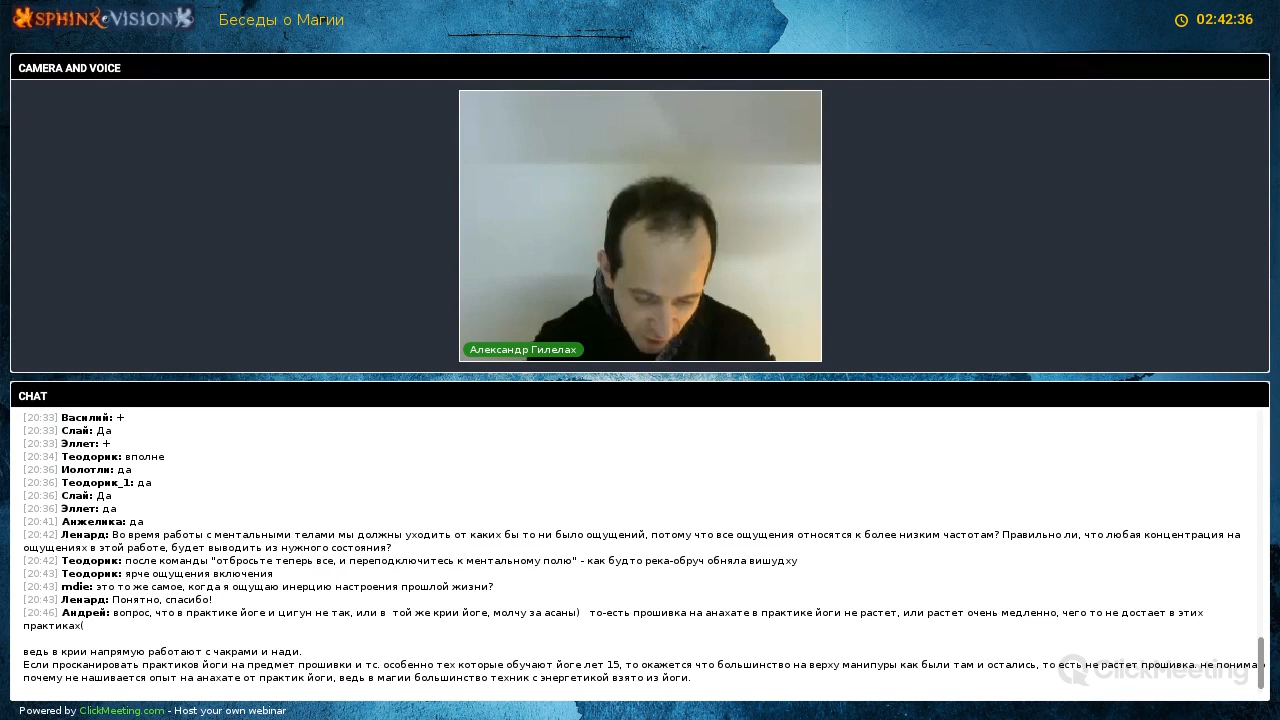 SPHINX VISION
Беседы о Магии
02:42:36
CAMERA AND VOICE
Александр Гилелах
CHAT
[20:33] Василий: +
[20:33] Слай: Да
[20:33] Эллет: +
[20:34] Теодорик: вполне
[20:36] Иолотли: да
[20:36] Теодорик_1: да
[20:36] Слай: Да
[20:36] Эллет: да
[20:41] Анжелика: да
[20:42] Ленард: Во время работы с ментальными телами мы должны уходить от каких бы то ни было ощущений, потому что все ощущения относятся к более низким частотам? Правильно ли, что любая концентрация на
ощущениях в этой работе, будет выводить из нужного состояния?
[20:42] Теодорик: после команды "отбросьте теперь все, и переподключитесь к ментальному полю" - как будто река-обруч обняла вишудху
[20:43] Теодорик: ярче ощущения включения
[20:43] mdie: это то же самое, когда я ощущаю инерцию настроения прошлой жизни?
[20:43] Ленард: Понятно, спасибо!
[20:46] Андрей: вопрос, что в практике йоге и цигун не так, или в  той же крии йоге, молчу за асаны)   то-есть прошивка на анахате в практике йоги не растет, или растет очень медленно, чего то не достает в этих
практиках(
ведь в крии напрямую работают с чакрами и нади.
Если просканировать практиков йоги на предмет прошивки и тс. особенно тех которые обучают йоге лет 15, то окажется что большинство на верху манипуры как были там и остались, то есть не растет прошивка. не понимаю
почему не нашивается опыт на анахате от практик йоги, ведь в магии большинство техник с энергетикой взято из йоги.
ClickMeeting
Powered by ClickMeeting.com - Host your own webinar